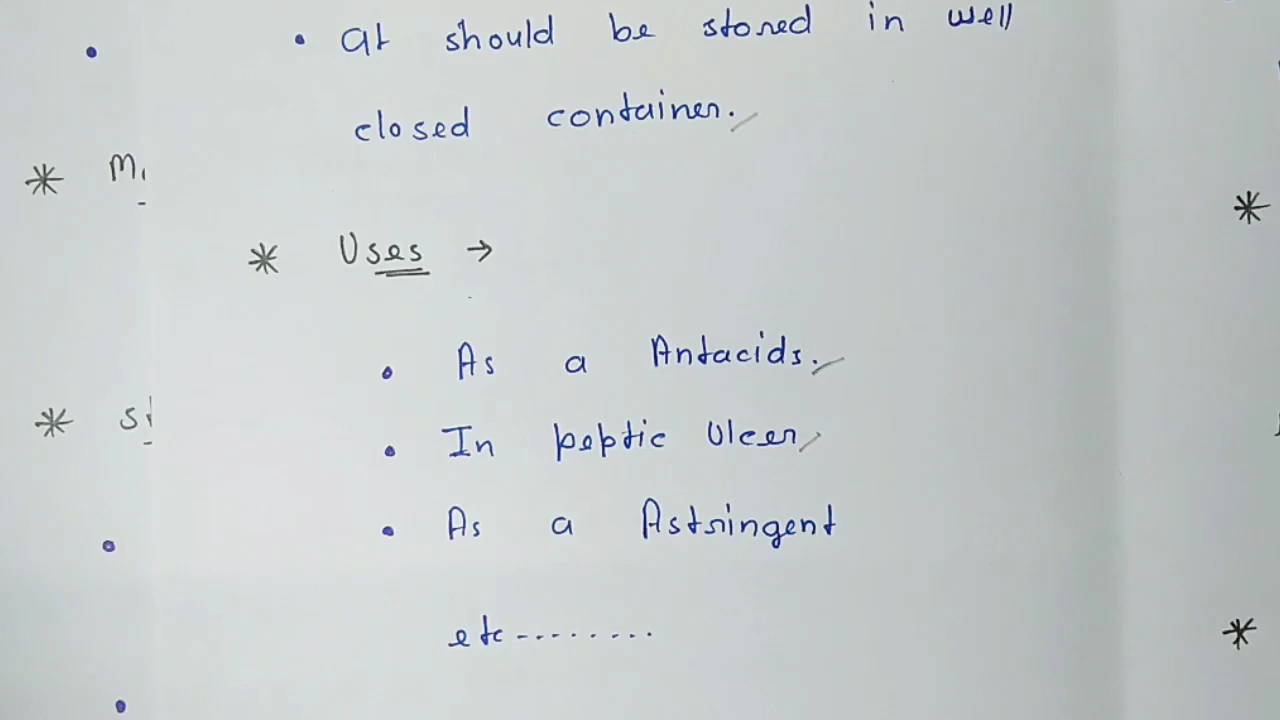 • It should be stored in well
closed container.
* Uses →
• As a Antacids.
• In peptic Ulcer
• As a Astringent
etc--........